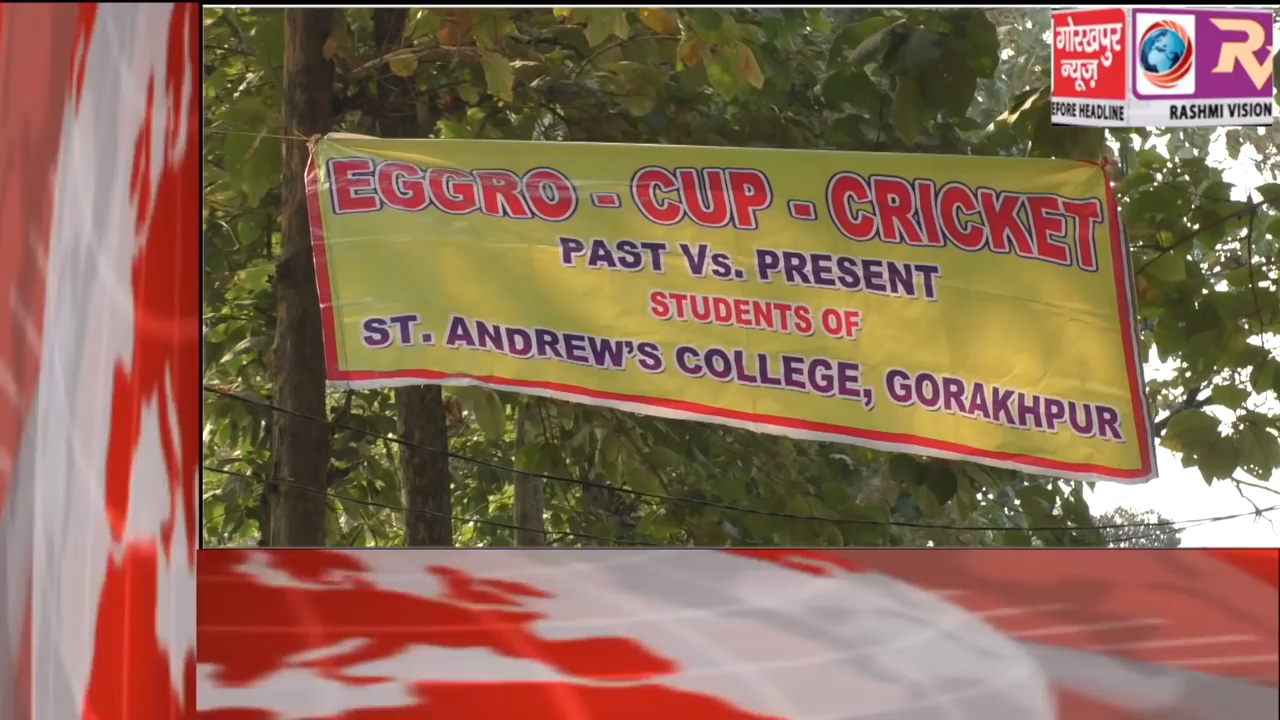 EGGRO - CUP - CRICKET
PAST Vs. PRESENT
STUDENTS OF
ST. ANDREW'S COLLEGE, GORAKHPUR
गोरखपुर
न्यूज़
EFORE HEADLINE
RASHMI VISION